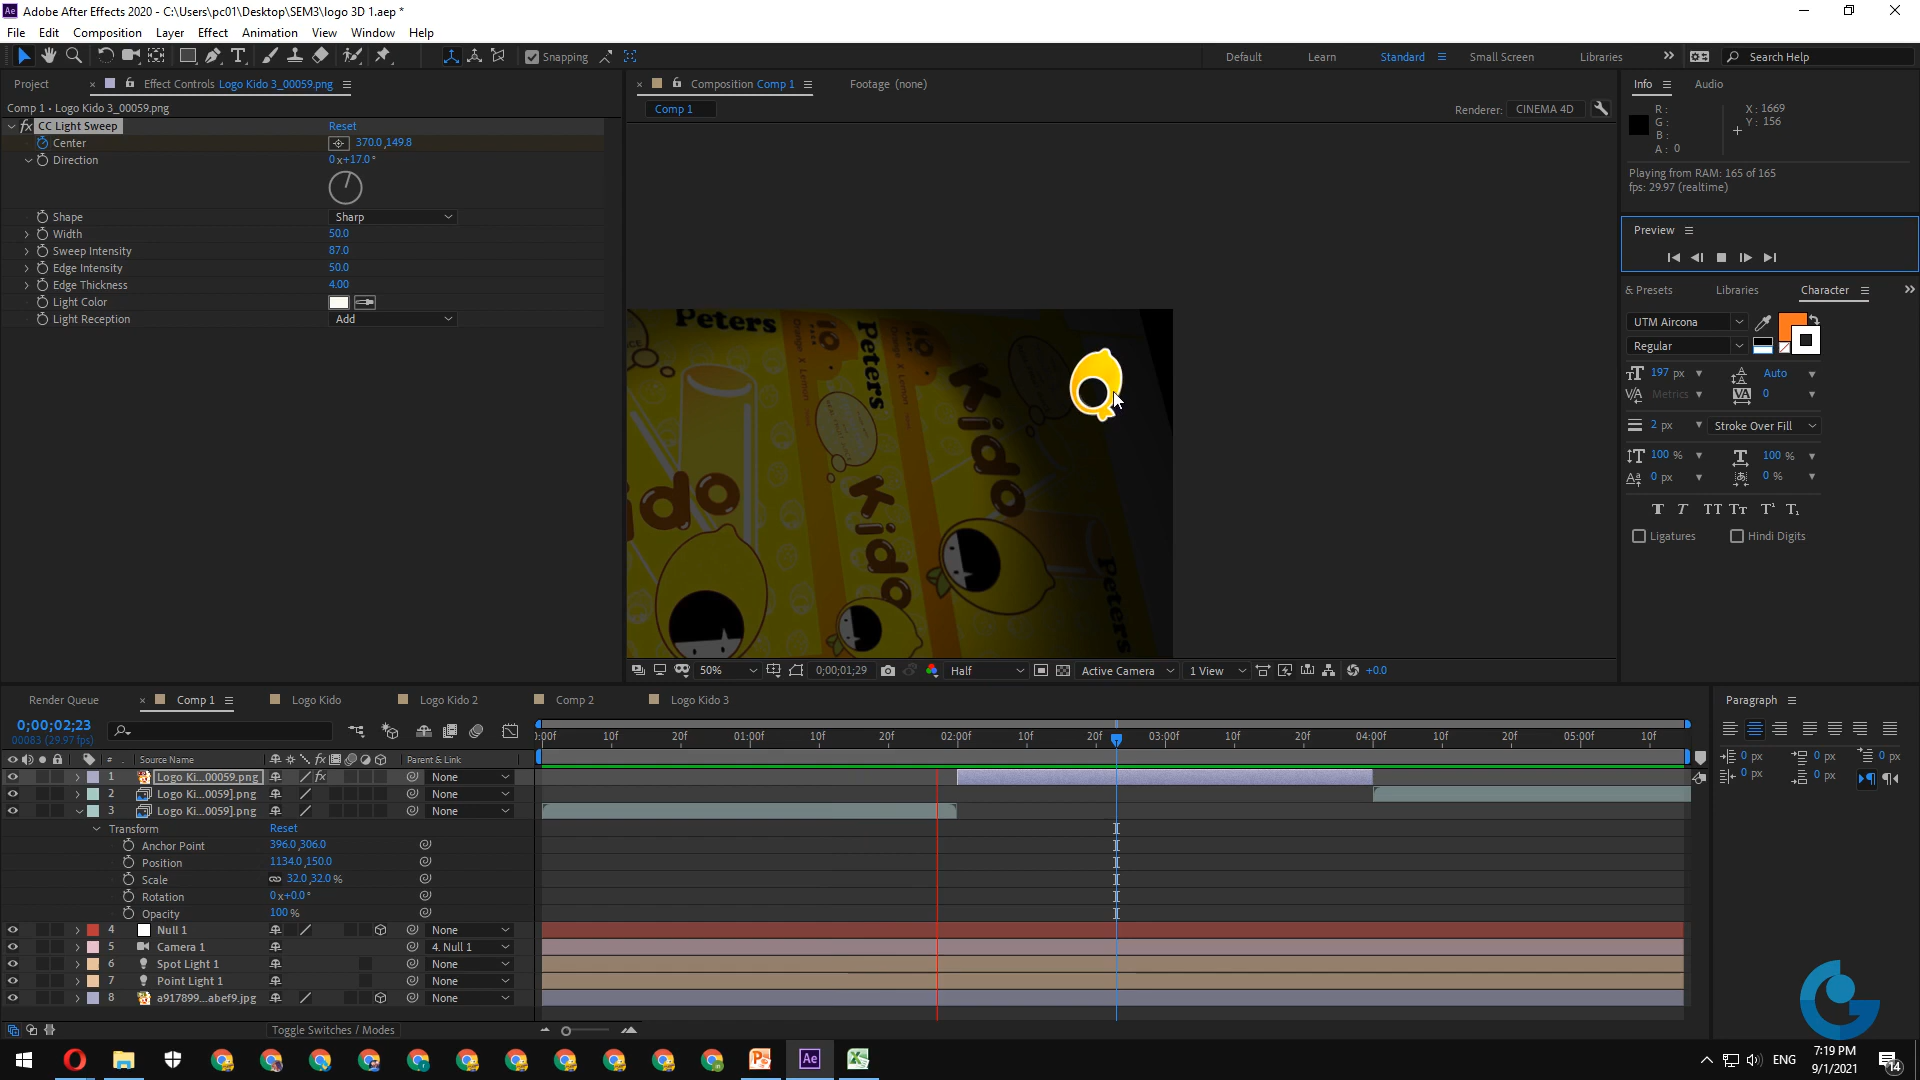 Adobe After Effects 2020 - C:\Users\pc01\Desktop\SEM3\logo 3D 1.aep *
File Edit Composition Layer Effect Animation View Window Help
Snapping Default Learn Standard Small Screen Libraries Search Help
Project Effect Controls Logo Kido 3_00059.png
Comp 1 • Logo Kido 3_00059.png
fx CC Light Sweep Reset
Center 370.0,149.8
Direction 0x+17.0°
Shape Sharp
Width 50.0
Sweep Intensity 87.0
Edge Intensity 50.0
Edge Thickness 4.00
Light Color
Light Reception Add
Composition Comp 1 Footage (none)
Comp 1 Renderer: CINEMA 4D
Peters
Peters
Orange X Lemon
Kido
Kido
Kido
Peters
50% 0;00;01;29 Half Active Camera 1 View +0.0
Info Audio
R: X: 1669
G: Y: 156
B:
A: 0
Playing from RAM: 165 of 165
fps: 29.97 (realtime)
Preview
& Presets Libraries Character
UTM Aircona
Regular
197 px Auto
Metrics 0
2 px Stroke Over Fill
100 % 100 %
0 px 0 %
T T TT Tr T¹ T₁
Ligatures Hindi Digits
Render Queue Comp 1 Logo Kido Logo Kido 2 Comp 2 Logo Kido 3
0;00;02;23
00083 (29.97 fps)
:00f 10f 20f 01:00f 10f 20f 02:00f 10f 20f 03:00f 10f 20f 04:00f 10f 20f 05:00f 10f
# Source Name Parent & Link
1 Logo Ki...00059.png fx None
2 Logo Ki...0059].png None
3 Logo Ki...0059].png None
Transform Reset
Anchor Point 396.0,306.0
Position 1134.0,150.0
Scale 32.0,32.0%
Rotation 0x+0.0°
Opacity 100%
4 Null 1 None
5 Camera 1 4. Null 1
6 Spot Light 1 None
7 Point Light 1 None
8 a917899...abef9.jpg None
Toggle Switches / Modes
Paragraph
0 px 0 px 0 px
0 px 0 px
ENG 7:19 PM
9/1/2021
14